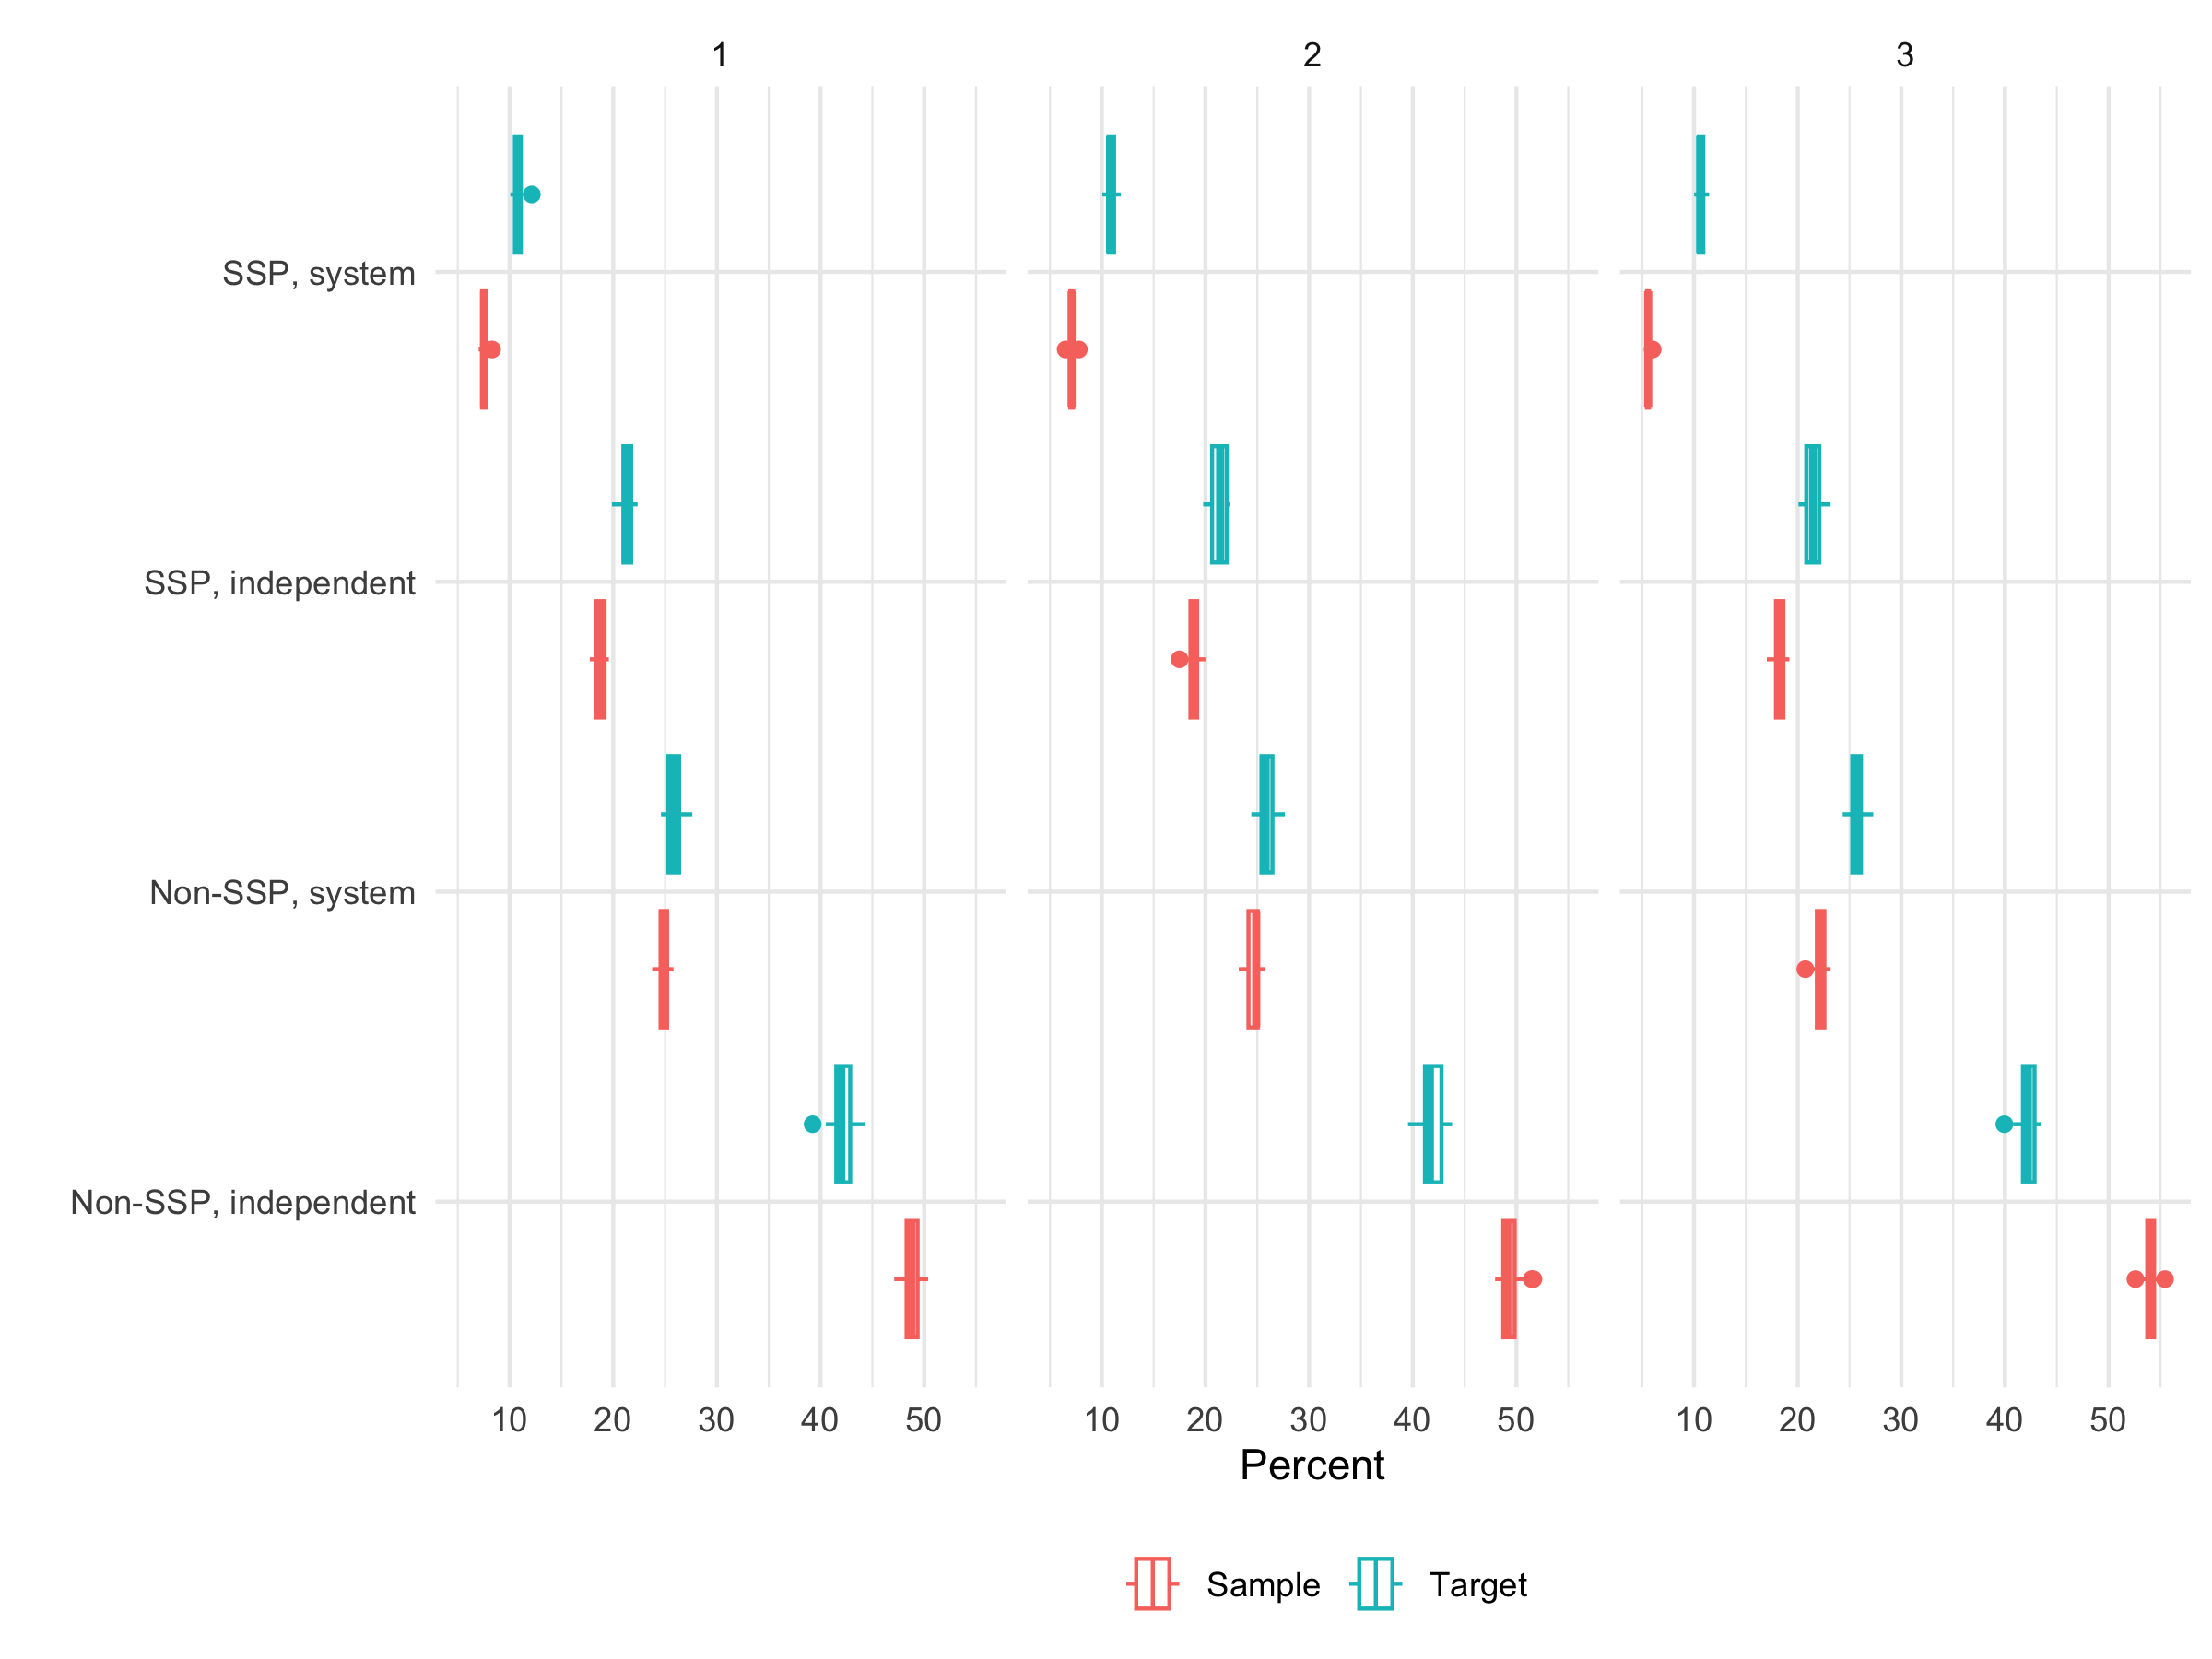 1 2 3
SSP, system
SSP, independent
Non-SSP, system
Non-SSP, independent
10 20 30 40 50 10 20 30 40 50 10 20 30 40 50
Percent
Sample Target